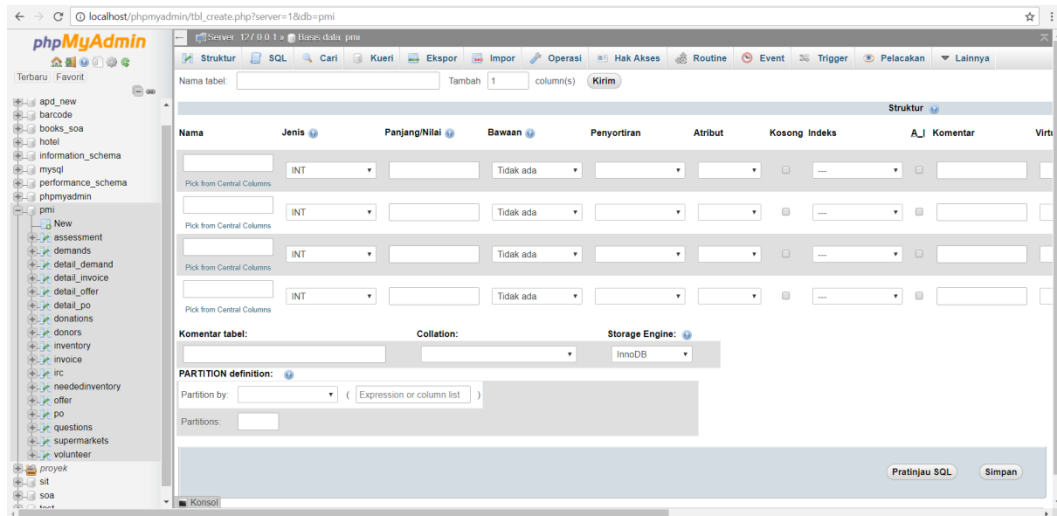 localhost/phpmyadmin/tbl_create.php?server=1&db=pmi
phpMyAdmin
Terbaru Favorit
apd_new
barcode
books_soa
hotel
information_schema
mysql
performance_schema
phpmyadmin
pmi
New
assessment
demands
detail_demand
detail_invoice
detail_offer
detail_po
donations
donors
inventory
invoice
irc
neededinventory
offer
po
questions
supermarkets
volunteer
proyek
sit
soa
test
Server: 127.0.0.1 » Basis data: pmi
Struktur SQL Cari Kueri Ekspor Impor Operasi Hak Akses Routine Event Trigger Pelacakan Lainnya
Nama tabel: Tambah 1 column(s) Kirim
Struktur
Nama Jenis Panjang/Nilai Bawaan Penyortiran Atribut Kosong Indeks A_I Komentar Virtu
INT Tidak ada ---
Pick from Central Columns
INT Tidak ada ---
Pick from Central Columns
INT Tidak ada ---
Pick from Central Columns
INT Tidak ada ---
Pick from Central Columns
Komentar tabel: Collation: Storage Engine:
InnoDB
PARTITION definition:
Partition by: ( Expression or column list )
Partitions:
Pratinjau SQL Simpan
Konsol